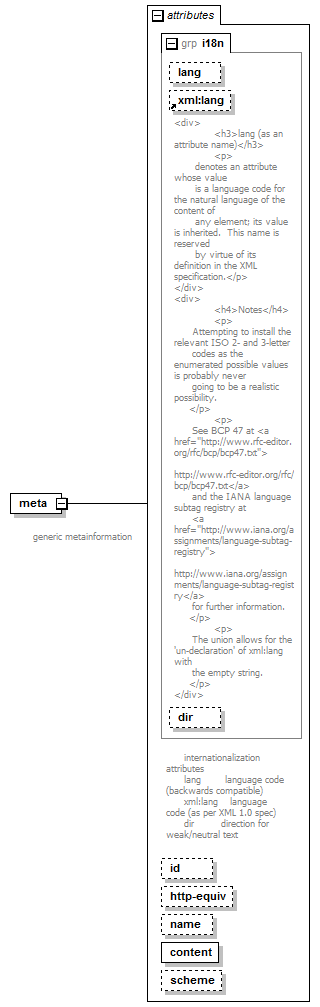 attributes
grp i18n
lang
xml:lang
<div>
<h3>lang (as an
attribute name)</h3>
<p>
denotes an attribute
whose value
is a language code for
the natural language of the
content of
any element; its value
is inherited.  This name is
reserved
by virtue of its
definition in the XML
specification.</p>
</div>
<div>
<h4>Notes</h4>
<p>
Attempting to install the
relevant ISO 2- and 3-letter
codes as the
enumerated possible values
is probably never
going to be a realistic
possibility.
</p>
<p>
See BCP 47 at <a
href="http://www.rfc-editor.
org/rfc/bcp/bcp47.txt">
http://www.rfc-editor.org/rfc/
bcp/bcp47.txt</a>
and the IANA language
subtag registry at
<a
href="http://www.iana.org/a
ssignments/language-subtag-
registry">
http://www.iana.org/assign
ments/language-subtag-regist
ry</a>
for further information.
</p>
<p>
The union allows for the
'un-declaration' of xml:lang
with
the empty string.
</p>
</div>
dir
meta
generic metainformation
internationalization
attributes
lang language code
(backwards compatible)
xml:lang language
code (as per XML 1.0 spec)
dir direction for
weak/neutral text
id
http-equiv
name
content
scheme